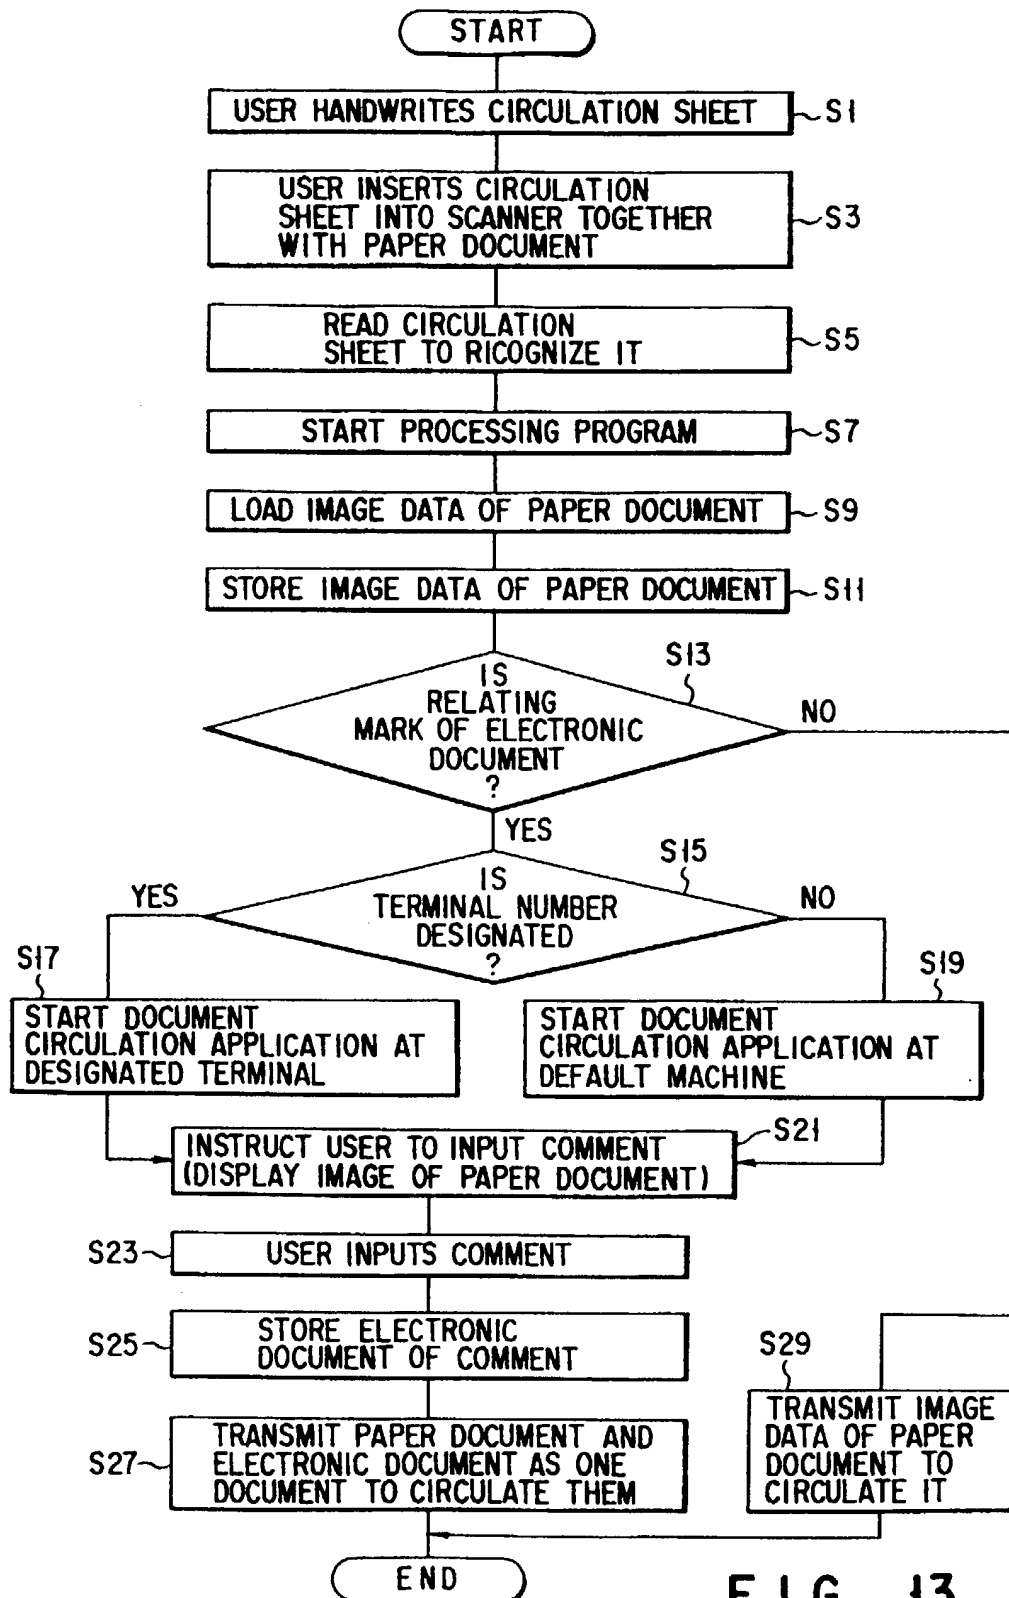 START
USER HANDWRITES CIRCULATION SHEET
S1
USER INSERTS CIRCULATION
SHEET INTO SCANNER TOGETHER
WITH PAPER DOCUMENT
S3
READ CIRCULATION
SHEET TO RICOGNIZE IT
S5
START PROCESSING PROGRAM
S7
LOAD IMAGE DATA OF PAPER DOCUMENT
S9
STORE IMAGE DATA OF PAPER DOCUMENT
S11
S13
IS
RELATING
MARK OF ELECTRONIC
DOCUMENT
?
NO
YES
S15
IS
TERMINAL NUMBER
DESIGNATED
?
YES
NO
S17
START DOCUMENT
CIRCULATION APPLICATION AT
DESIGNATED TERMINAL
S19
START DOCUMENT
CIRCULATION APPLICATION AT
DEFAULT MACHINE
S21
INSTRUCT USER TO INPUT COMMENT
(DISPLAY IMAGE OF PAPER DOCUMENT)
S23
USER INPUTS COMMENT
S25
STORE ELECTRONIC
DOCUMENT OF COMMENT
S27
TRANSMIT PAPER DOCUMENT AND
ELECTRONIC DOCUMENT AS ONE
DOCUMENT TO CIRCULATE THEM
S29
TRANSMIT IMAGE
DATA OF PAPER
DOCUMENT TO
CIRCULATE IT
END
FIG. 13